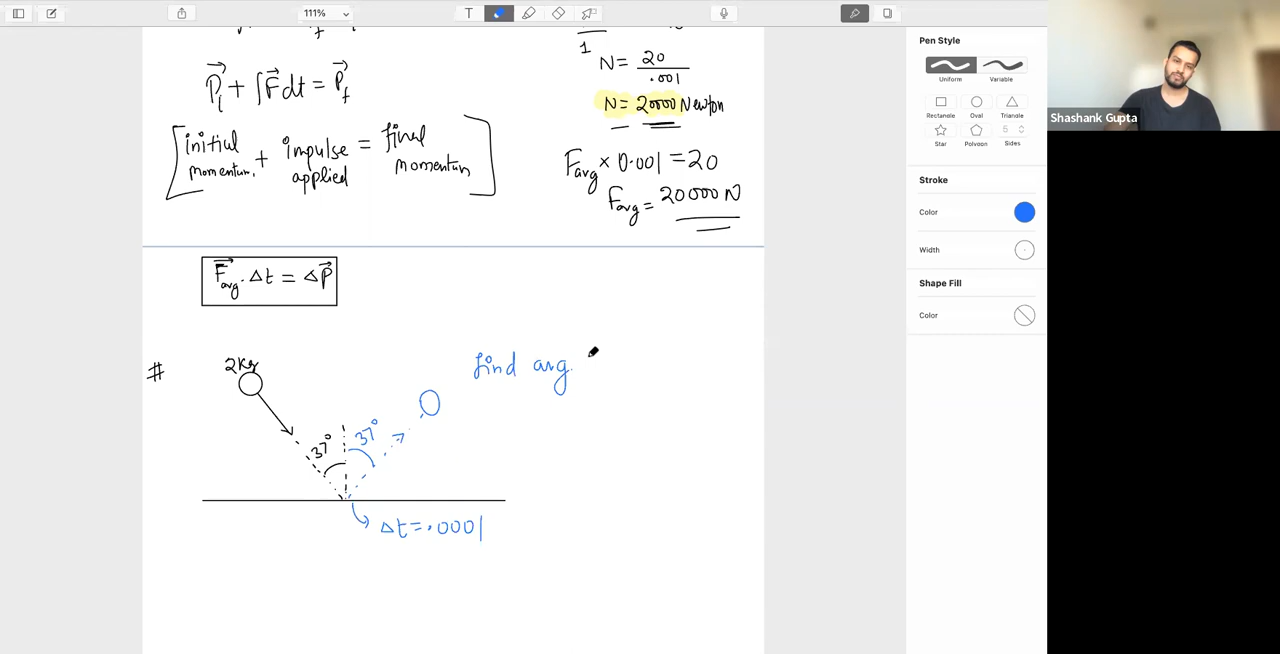 111%
T
P⃗i + ∫F⃗dt = P⃗f
[initial momentum, + impulse applied = final momentum]
1
N = 20/.001
N = 20000 Newton
Favg × 0.001 = 20
Favg = 20000 N
F⃗avg . Δt = ΔP⃗
#
2Kg
37°
37°
find avg.
Δt = .0001
Pen Style
Uniform
Variable
Rectangle
Oval
Triangle
Star
Polygon
5
Sides
Stroke
Color
Width
Shape Fill
Color
Shashank Gupta